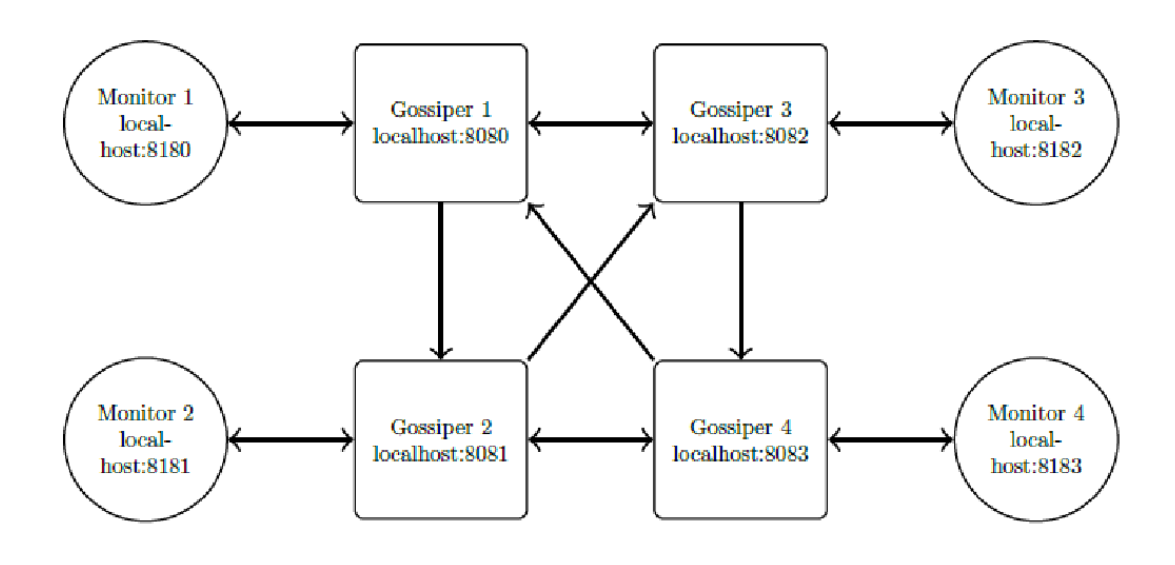 Monitor 1
local-
host:8180
Gossiper 1
localhost:8080
Gossiper 3
localhost:8082
Monitor 3
local-
host:8182
Monitor 2
local-
host:8181
Gossiper 2
localhost:8081
Gossiper 4
localhost:8083
Monitor 4
local-
host:8183